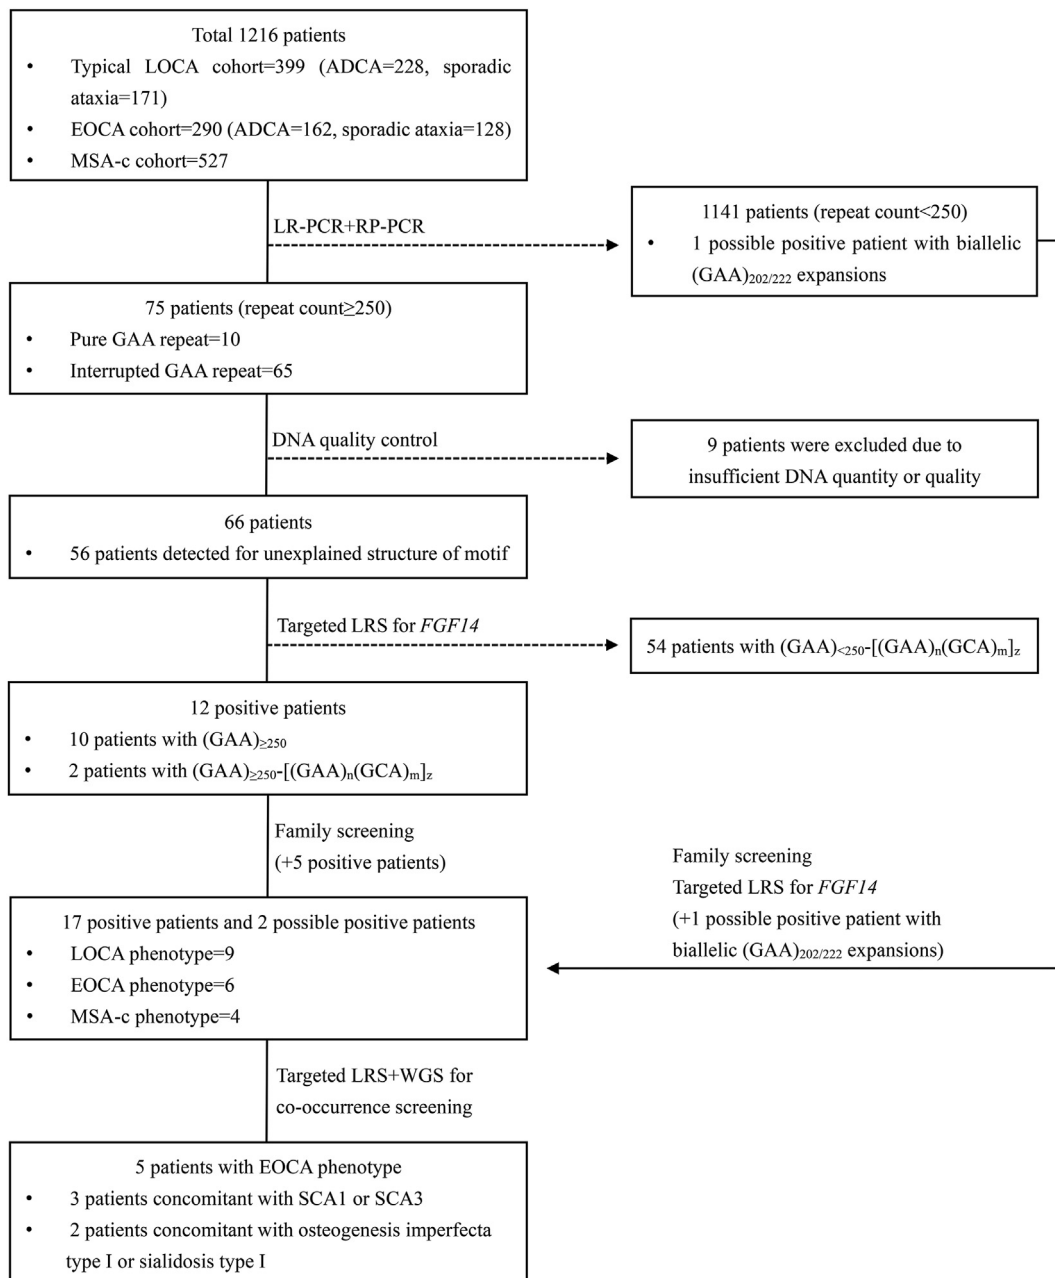 Total 1216 patients
• Typical LOCA cohort=399 (ADCA=228, sporadic
ataxia=171)
• EOCA cohort=290 (ADCA=162, sporadic ataxia=128)
• MSA-c cohort=527
LR-PCR+RP-PCR
1141 patients (repeat count<250)
• 1 possible positive patient with biallelic
(GAA)202/222 expansions
75 patients (repeat count≥250)
• Pure GAA repeat=10
• Interrupted GAA repeat=65
DNA quality control
9 patients were excluded due to
insufficient DNA quantity or quality
66 patients
• 56 patients detected for unexplained structure of motif
Targeted LRS for FGF14
54 patients with (GAA)<250-[(GAA)n(GCA)m]z
12 positive patients
• 10 patients with (GAA)≥250
• 2 patients with (GAA)≥250-[(GAA)n(GCA)m]z
Family screening
(+5 positive patients)
Family screening
Targeted LRS for FGF14
(+1 possible positive patient with
biallelic (GAA)202/222 expansions)
17 positive patients and 2 possible positive patients
• LOCA phenotype=9
• EOCA phenotype=6
• MSA-c phenotype=4
Targeted LRS+WGS for
co-occurrence screening
5 patients with EOCA phenotype
• 3 patients concomitant with SCA1 or SCA3
• 2 patients concomitant with osteogenesis imperfecta
type I or sialidosis type I